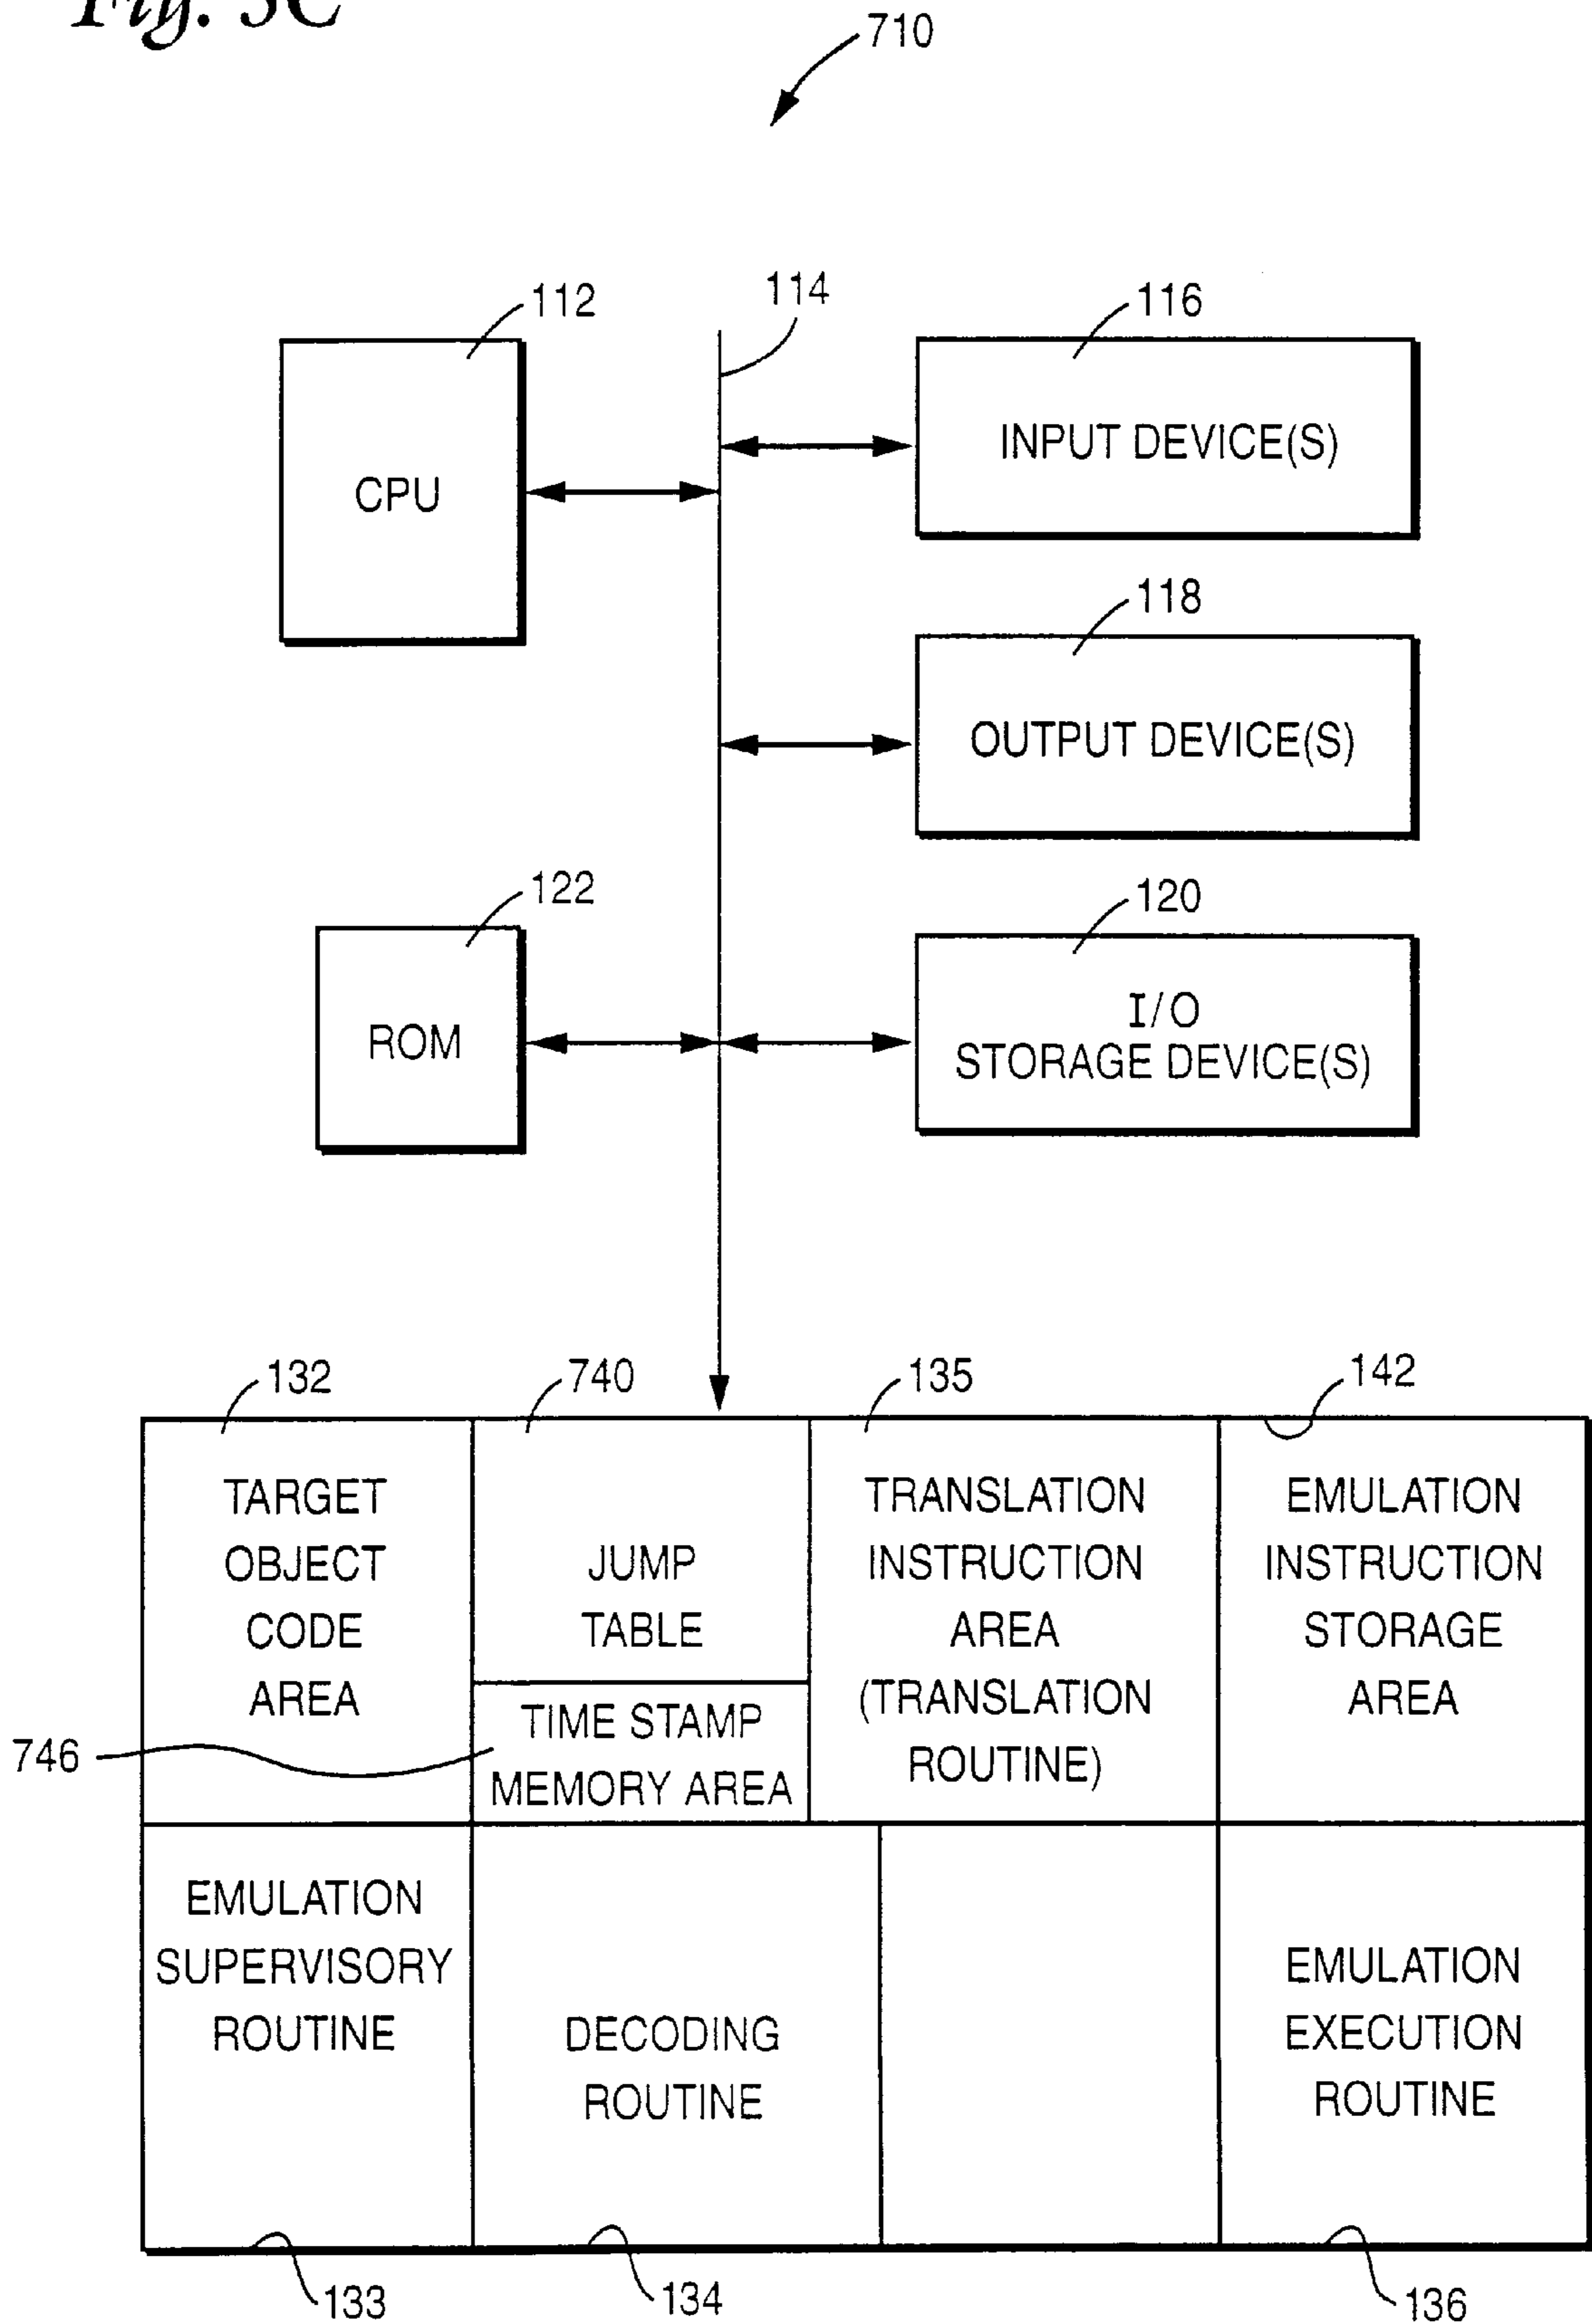 Fig. 3C
710
112
114
116
CPU
INPUT DEVICE(S)
118
OUTPUT DEVICE(S)
122
120
ROM
I/O
STORAGE DEVICE(S)
132
740
135
142
TARGET
OBJECT
CODE
AREA
JUMP
TABLE
TIME STAMP
MEMORY AREA
TRANSLATION
INSTRUCTION
AREA
(TRANSLATION
ROUTINE)
EMULATION
INSTRUCTION
STORAGE
AREA
746
EMULATION
SUPERVISORY
ROUTINE
DECODING
ROUTINE
EMULATION
EXECUTION
ROUTINE
133
134
136